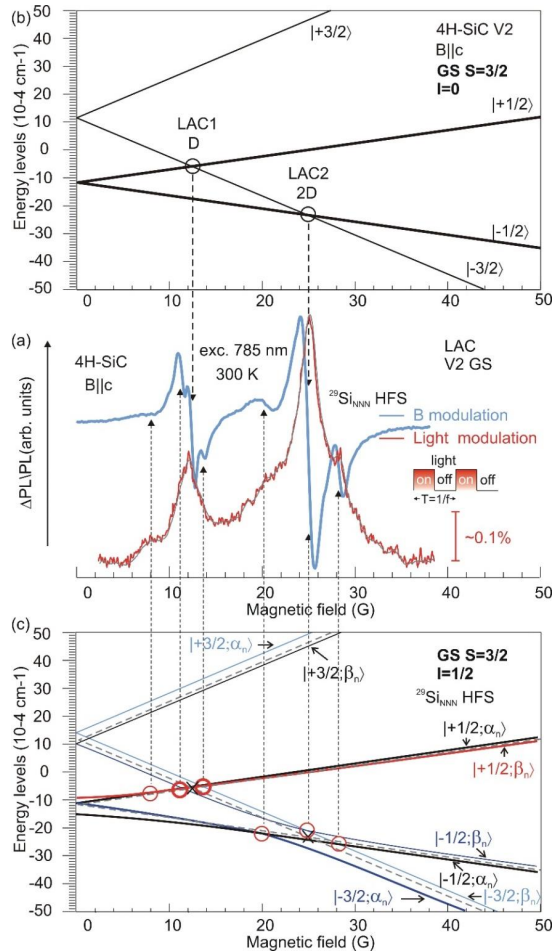 (b)
50
40
30
20
10
0
-10
-20
-30
-40
-50
Energy levels (10-4 cm-1)
|+3/2⟩
4H-SiC V2
B||c
GS S=3/2
I=0
|+1/2⟩
LAC1
D
LAC2
2D
|-1/2⟩
|-3/2⟩
0 10 20 30 40 50
(a)
ΔPL\PL(arb. units)
4H-SiC
B||c
exc. 785 nm
300 K
LAC
V2 GS
²⁹Si_NNN HFS
B modulation
Light modulation
light
on off on off
T=1/f
~0.1%
0 10 20 30 40 50
Magnetic field (G)
(c)
50
40
30
20
10
0
-10
-20
-30
-40
-50
Energy levels (10-4 cm-1)
|+3/2;αₙ⟩
|+3/2;βₙ⟩
GS S=3/2
I=1/2
²⁹Si_NNN HFS
|+1/2;αₙ⟩
|+1/2;βₙ⟩
|-1/2;βₙ⟩
|-1/2;αₙ⟩
|-3/2;αₙ⟩
|-3/2;βₙ⟩
0 10 20 30 40 50
Magnetic field (G)